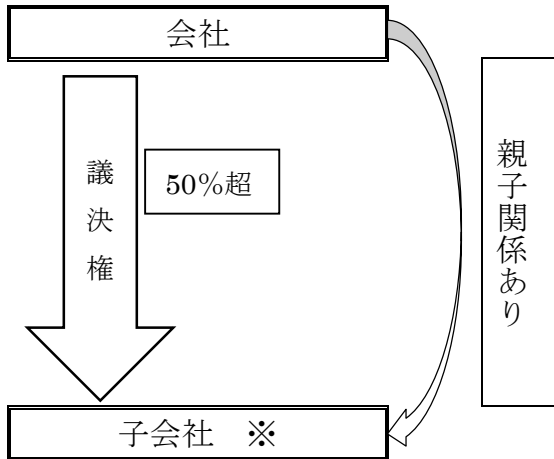 会社
議決権
50％超
親子関係あり
子会社　※